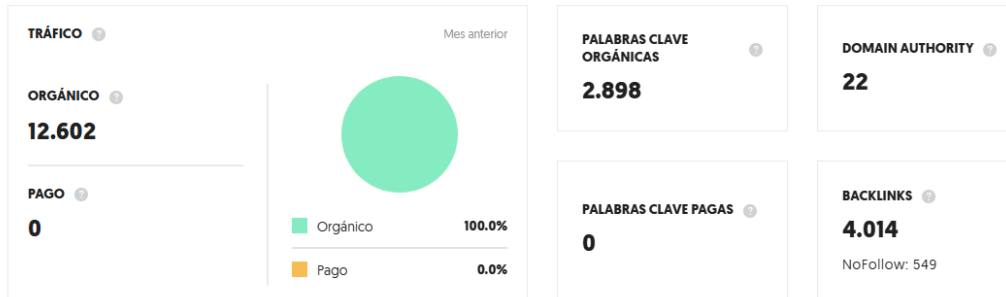 TRÁFICO ?
Mes anterior
ORGÁNICO ?
12.602
PAGO ?
0
Orgánico 100.0%
Pago 0.0%
PALABRAS CLAVE
ORGÁNICAS ?
2.898
DOMAIN AUTHORITY ?
22
PALABRAS CLAVE PAGAS ?
0
BACKLINKS ?
4.014
NoFollow: 549